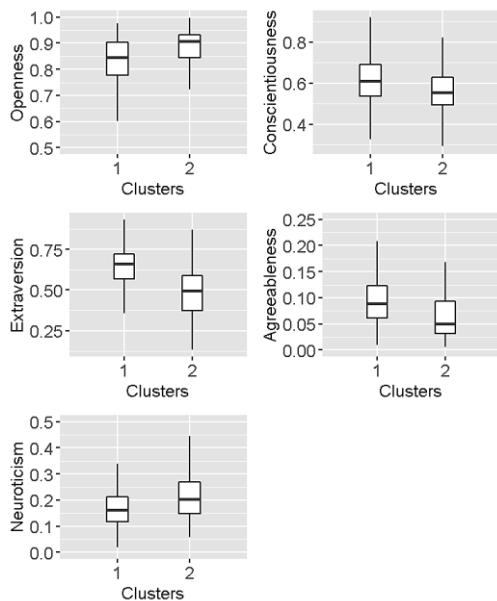 Openness
1.0
0.9
0.8
0.7
0.6
0.5
1 2
Clusters
Conscientiousness
0.8
0.6
0.4
1 2
Clusters
Extraversion
0.75
0.50
0.25
1 2
Clusters
Agreeableness
0.25
0.20
0.15
0.10
0.05
0.00
1 2
Clusters
Neuroticism
0.5
0.4
0.3
0.2
0.1
0.0
1 2
Clusters